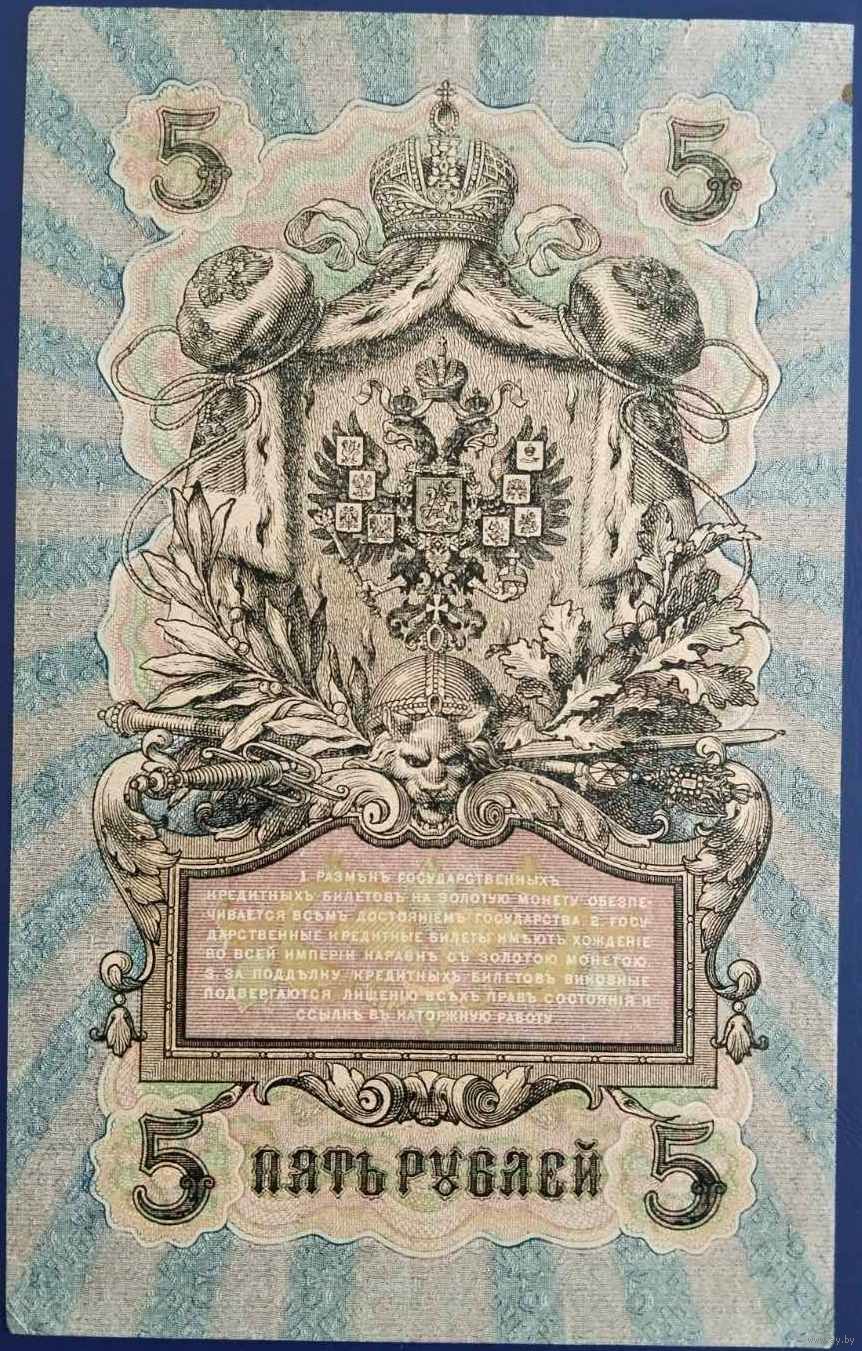 5 5
1. РАЗМѢНЪ ГОСУДАРСТВЕННЫХЪ
КРЕДИТНЫХЪ БИЛЕТОВЪ НА ЗОЛОТУЮ МОНЕТУ ОБЕЗПЕ-
ЧИВАЕТСЯ ВСѢМЪ ДОСТОЯНІЕМЪ ГОСУДАРСТВА. 2. ГОСУ-
ДАРСТВЕННЫЕ КРЕДИТНЫЕ БИЛЕТЫ ИМѢЮТЪ ХОЖДЕНІЕ
ВО ВСЕЙ ИМПЕРІИ НАРАВНѢ СЪ ЗОЛОТОЮ МОНЕТОЮ.
3. ЗА ПОДДѢЛКУ КРЕДИТНЫХЪ БИЛЕТОВЪ ВИНОВНЫЕ
ПОДВЕРГАЮТСЯ ЛИШЕНІЮ ВСѢХЪ ПРАВЪ СОСТОЯНІЯ И
ССЫЛКѢ ВЪ КАТОРЖНУЮ РАБОТУ.
5 ПЯТЬ РУБЛЕЙ 5